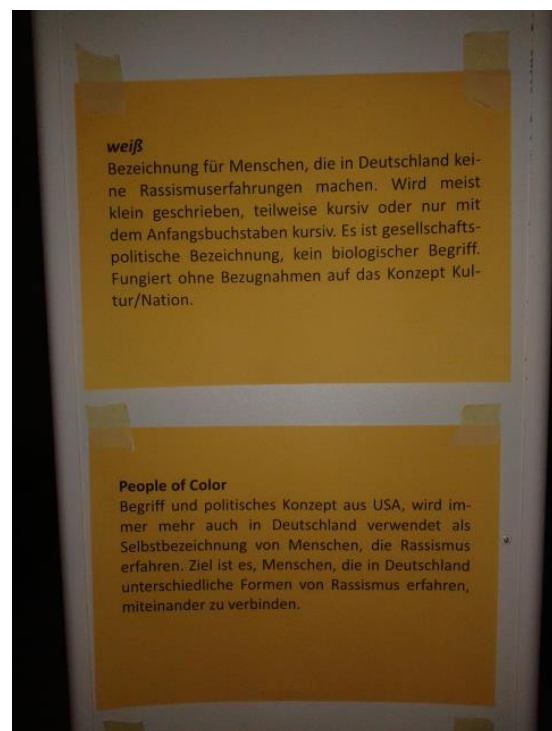 weiß
Bezeichnung für Menschen, die in Deutschland kei-
ne Rassismuserfahrungen machen. Wird meist
klein geschrieben, teilweise kursiv oder nur mit
dem Anfangsbuchstaben kursiv. Es ist gesellschafts-
politische Bezeichnung, kein biologischer Begriff.
Fungiert ohne Bezugnahmen auf das Konzept Kul-
tur/Nation.
People of Color
Begriff und politisches Konzept aus USA, wird im-
mer mehr auch in Deutschland verwendet als
Selbstbezeichnung von Menschen, die Rassismus
erfahren. Ziel ist es, Menschen, die in Deutschland
unterschiedliche Formen von Rassismus erfahren,
miteinander zu verbinden.